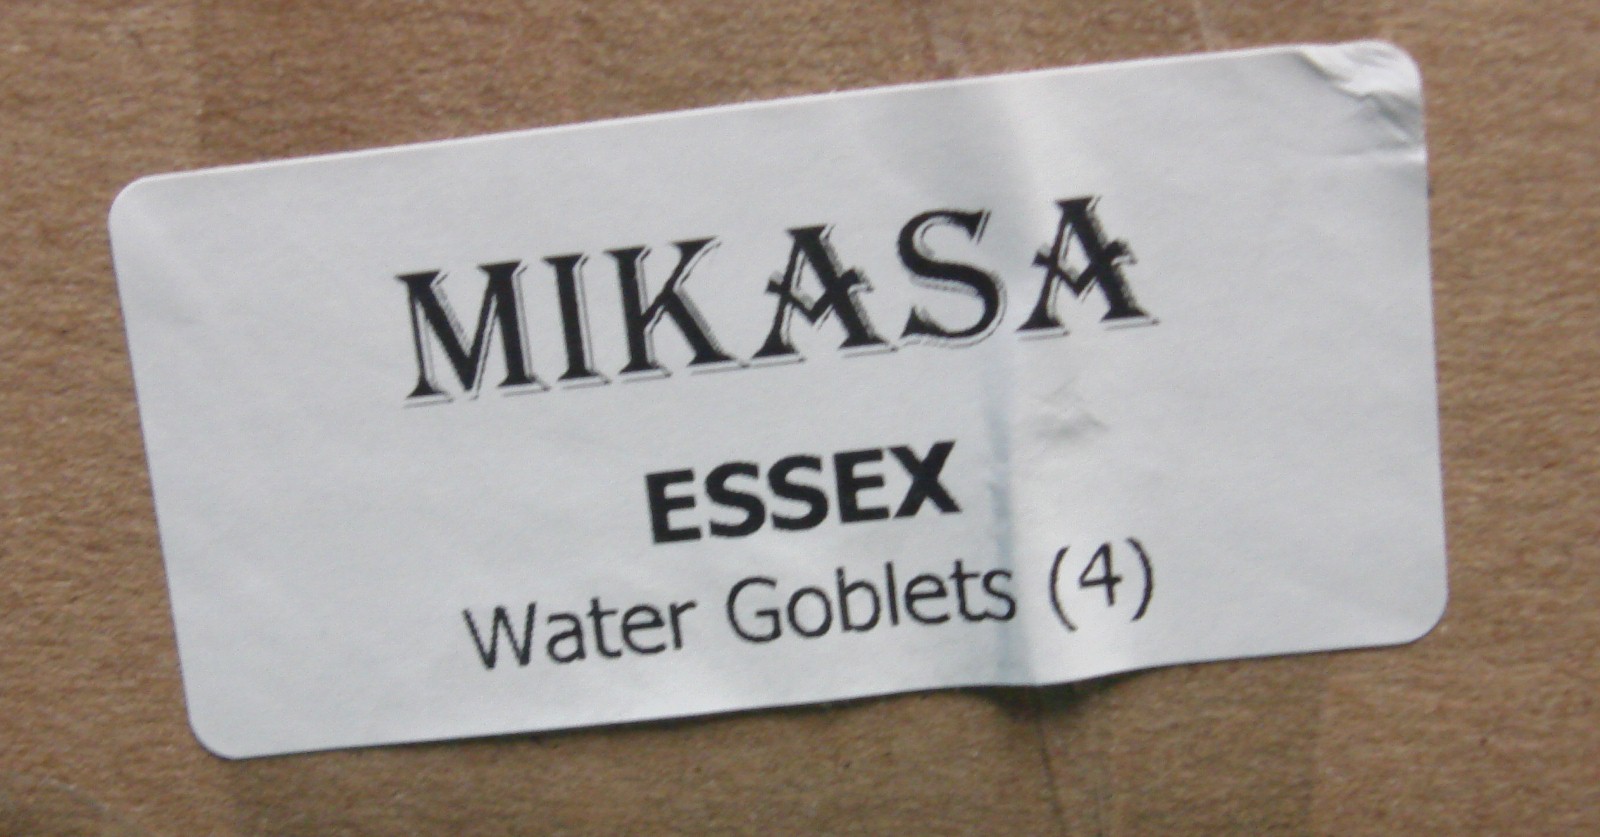 MIKASA
ESSEX
Water Goblets (4)